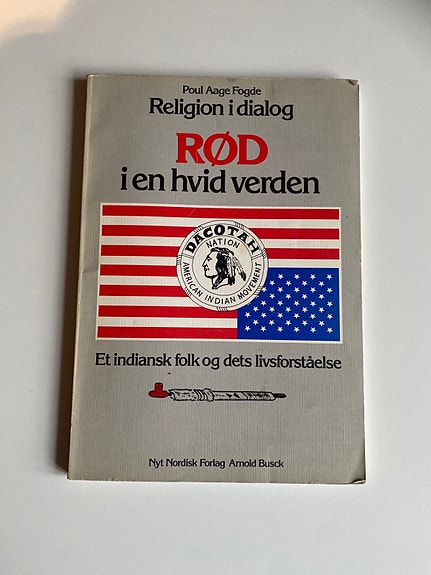 Poul Aage Fogde
Religion i dialog
RØD
i en hvid verden
DACOTAH
NATION
AMERICAN INDIAN MOVEMENT
Et indiansk folk og dets livsforståelse
Nyt Nordisk Forlag Arnold Busck